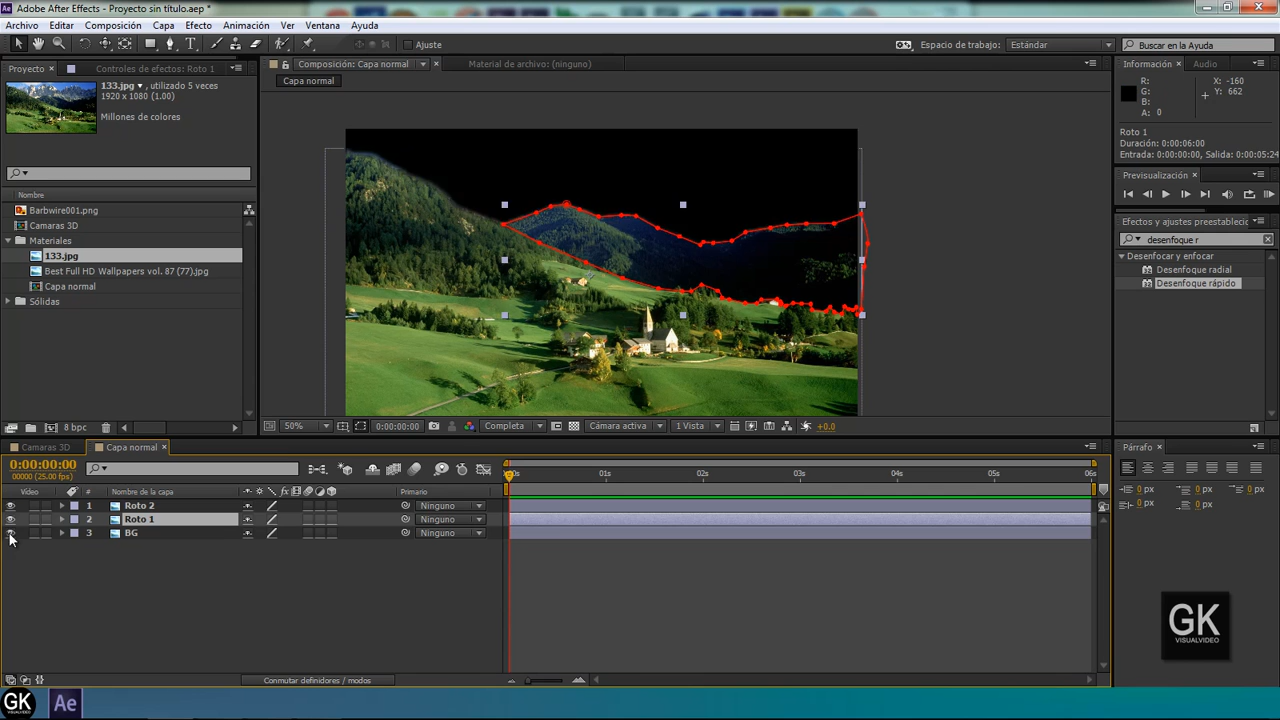 Adobe After Effects - Proyecto sin título.aep *
Archivo Editar Composición Capa Efecto Animación Ver Ventana Ayuda
Ajuste Espacio de trabajo: Estándar Buscar en la Ayuda
Proyecto Controles de efectos: Roto 1
133.jpg , utilizado 5 veces
1920 x 1080 (1.00)
Millones de colores
Nombre
Barbwire001.png
Camaras 3D
Materiales
133.jpg
Best Full HD Wallpapers vol. 87 (77).jpg
Capa normal
Sólidas
8 bpc
Composición: Capa normal Material de archivo: (ninguno)
Capa normal
50% 0:00:00:00 Completa Cámara activa 1 Vista +0.0
Información Audio
R: X: -160
G: Y: 662
B:
A: 0
Roto 1
Duración: 0:00:06:00
Entrada: 0:00:00:00, Salida: 0:00:05:24
Previsualización
Efectos y ajustes preestablecio
desenfoque r
Desenfocar y enfocar
Desenfoque radial
Desenfoque rápido
Camaras 3D Capa normal
0:00:00:00
00000 (25.00 fps)
Vídeo # Nombre de la capa Primario
1 Roto 2 Ninguno
2 Roto 1 Ninguno
3 BG Ninguno
01s 02s 03s 04s 05s 06s
Conmutar definidores / modos
Párrafo
0 px 0 px 0 px
0 px 0 px
GK
VISUALVIDEO
GK Ae